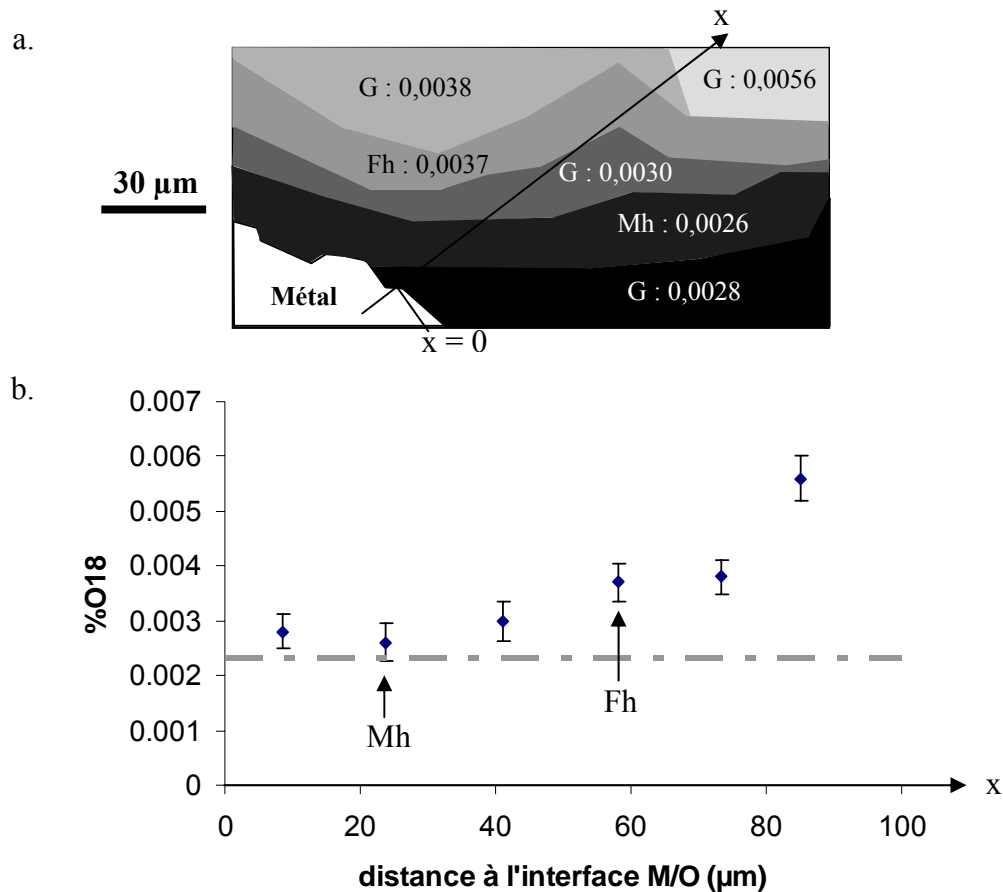 a.
x
G : 0,0038
G : 0,0056
Fh : 0,0037
G : 0,0030
30 µm
Mh : 0,0026
Métal
G : 0,0028
x = 0
b.
0.007
0.006
0.005
0.004
0.003
0.002
0.001
0
%O18
Mh
Fh
x
0 20 40 60 80 100
distance à l'interface M/O (µm)